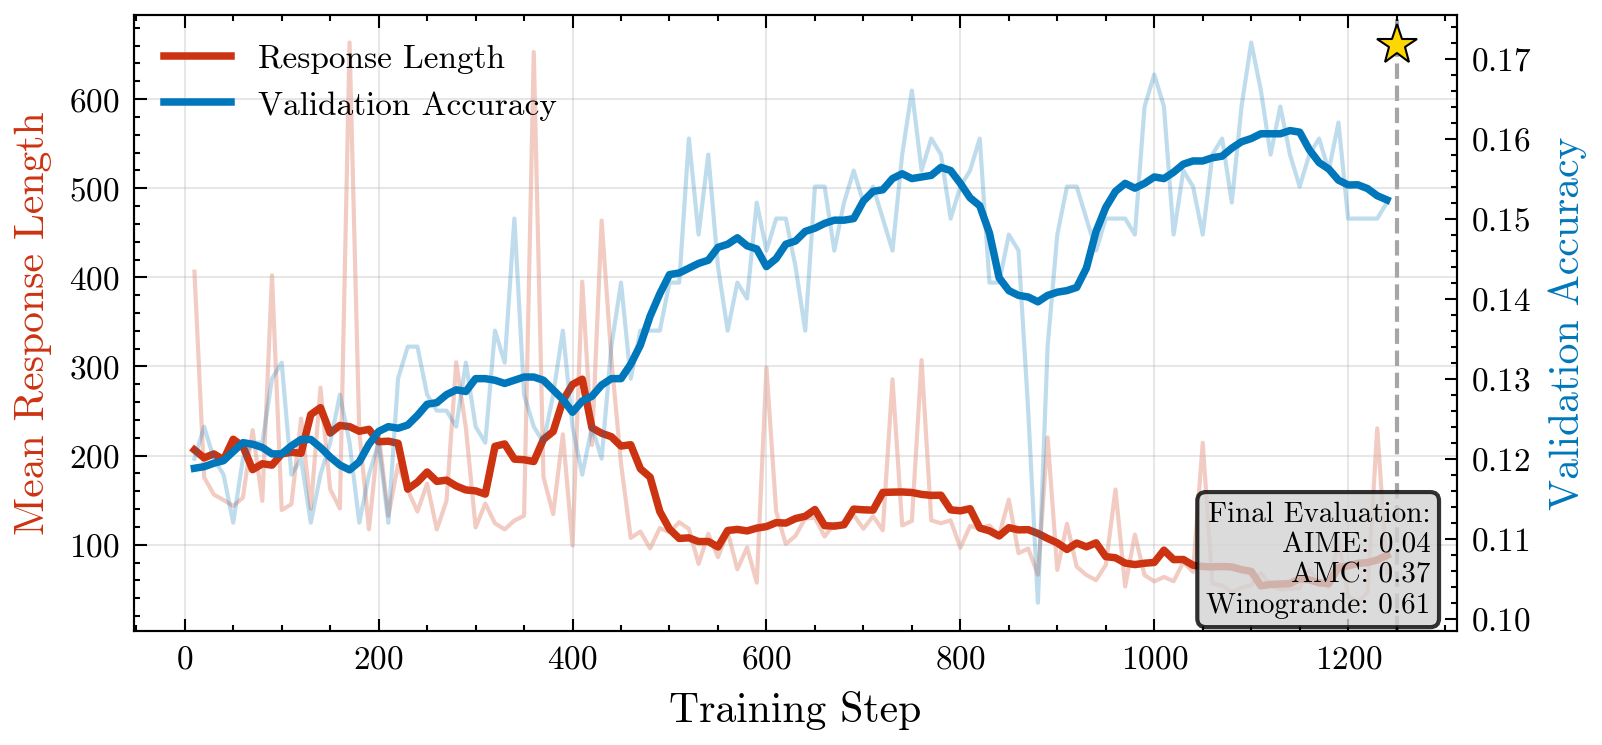 Response Length
Validation Accuracy
Mean Response Length
600
500
400
300
200
100
0.17
0.16
0.15
0.14
0.13
0.12
0.11
0.10
Validation Accuracy
Final Evaluation:
AIME: 0.04
AMC: 0.37
Winogrande: 0.61
0 200 400 600 800 1000 1200
Training Step